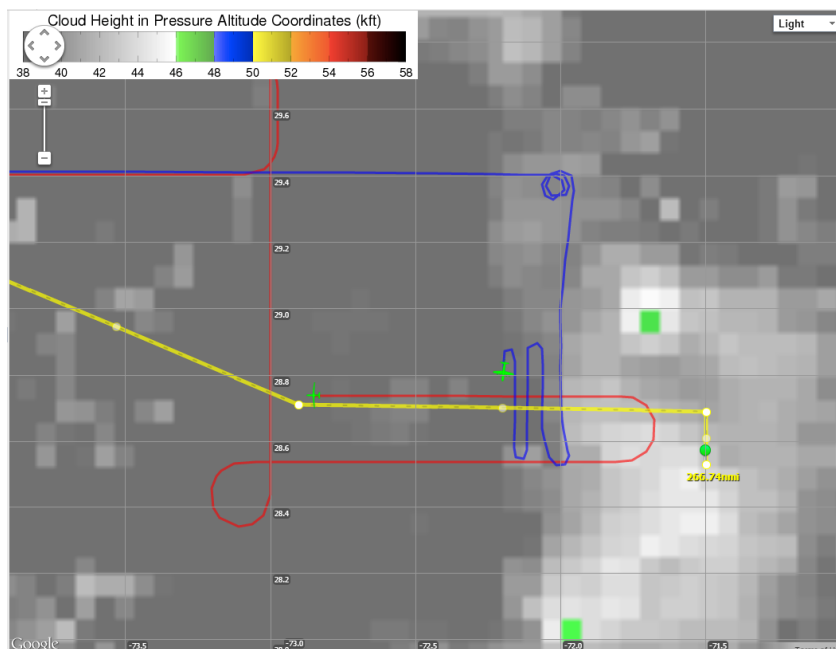 Cloud Height in Pressure Altitude Coordinates (kft)
38 40 42 44 46 48 50 52 54 56 58
Light
29.6
29.4
29.2
29.0
28.8
28.6
266.74nmi
28.4
28.2
Google
-73.5 -73.0 -72.5 -72.0 -71.5